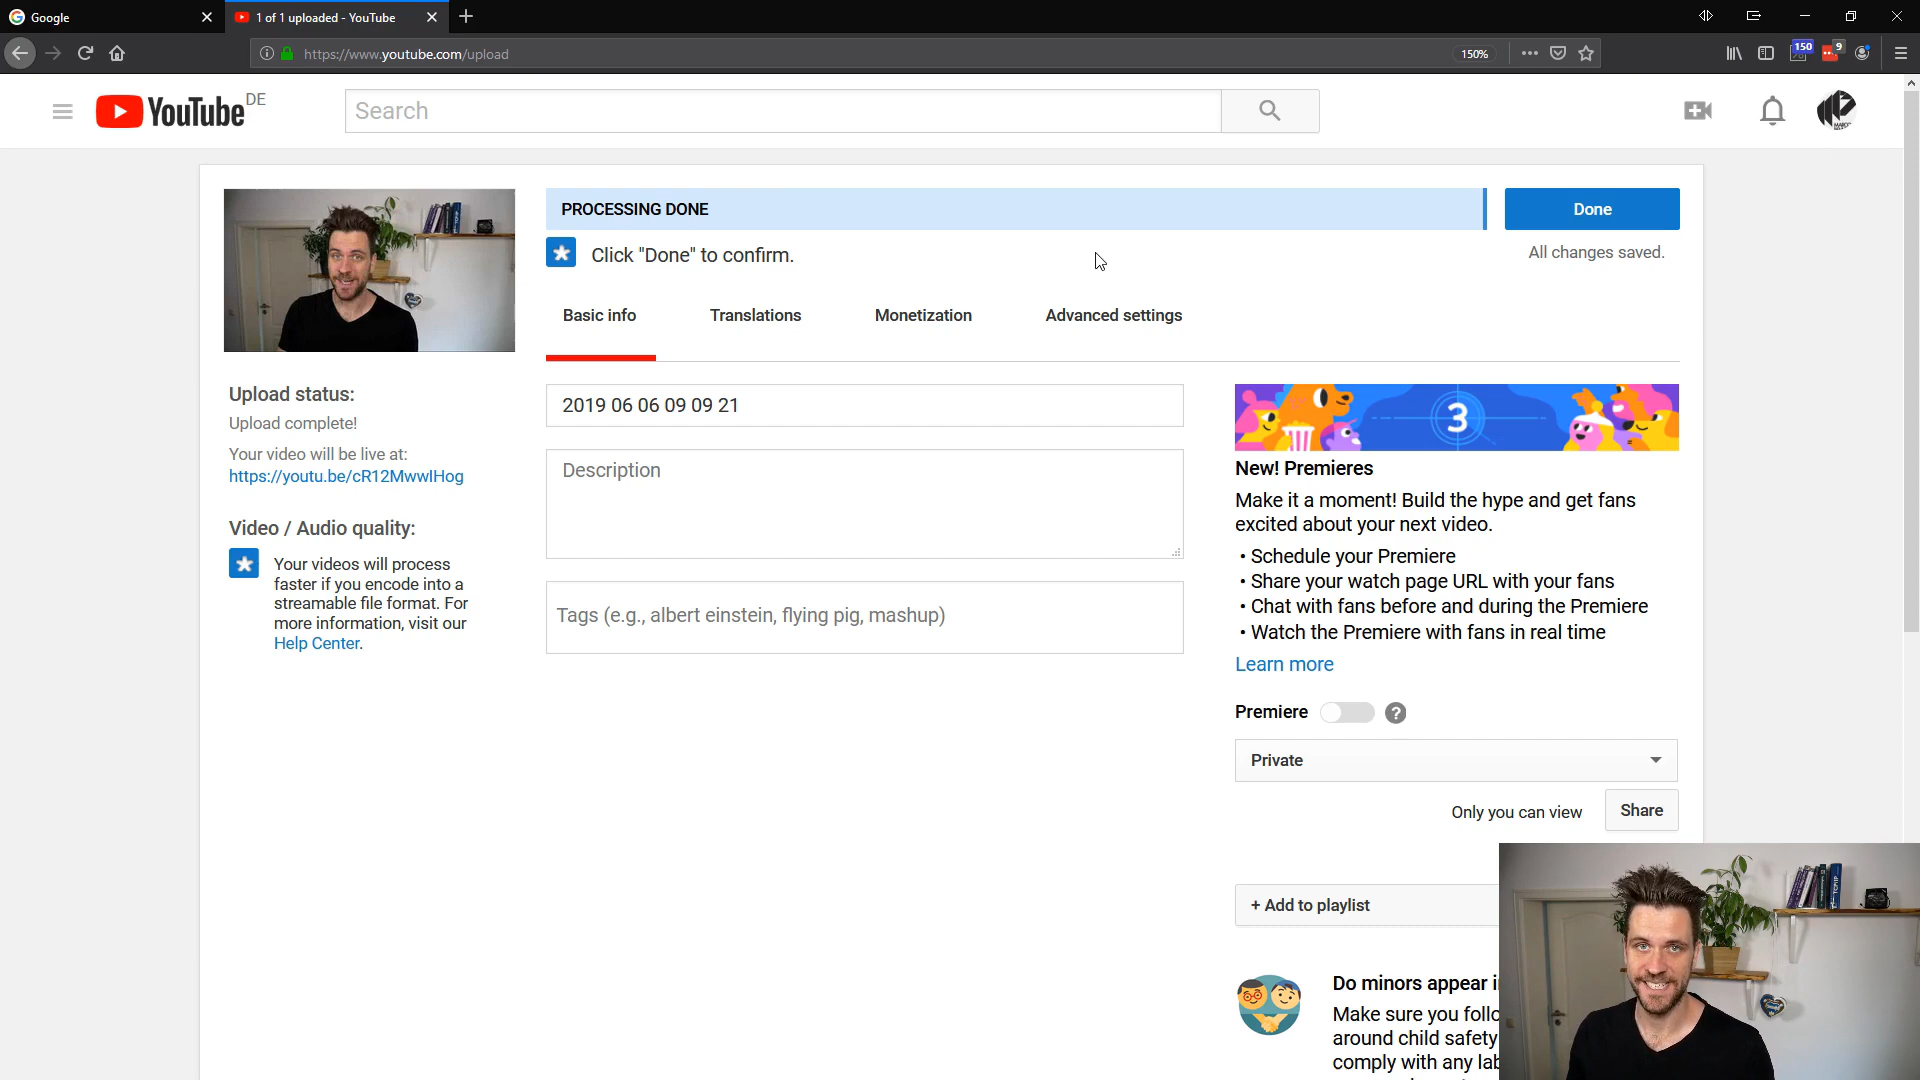 Google
1 of 1 uploaded - YouTube
https://www.youtube.com/upload
150%
150
9
YouTube DE
Search
PROCESSING DONE
Done
Click "Done" to confirm.
All changes saved.
Basic info
Translations
Monetization
Advanced settings
Upload status:
Upload complete!
Your video will be live at:
https://youtu.be/cR12MwwlHog
Video / Audio quality:
Your videos will process
faster if you encode into a
streamable file format. For
more information, visit our
Help Center.
2019 06 06 09 09 21
Description
Tags (e.g., albert einstein, flying pig, mashup)
3
New! Premieres
Make it a moment! Build the hype and get fans
excited about your next video.
• Schedule your Premiere
• Share your watch page URL with your fans
• Chat with fans before and during the Premiere
• Watch the Premiere with fans in real time
Learn more
Premiere
?
Private
Only you can view
Share
+ Add to playlist
Do minors appear i
Make sure you follo
around child safety
comply with any lab
TCP/IP